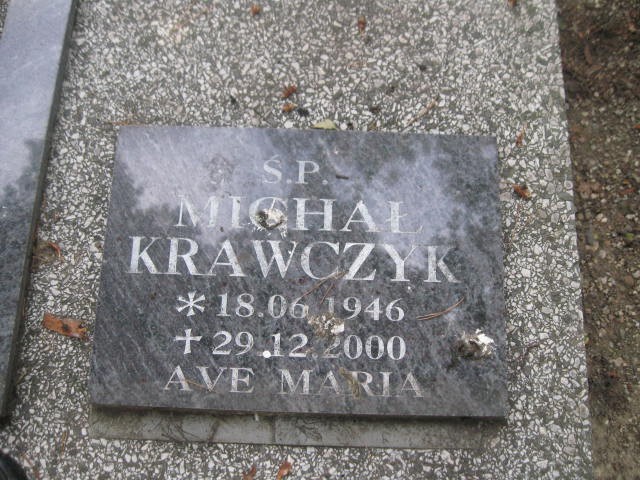 Ś.P.
MICHAŁ
KRAWCZYK
* 18.06.1946
✝ 29.12.2000
AVE MARIA